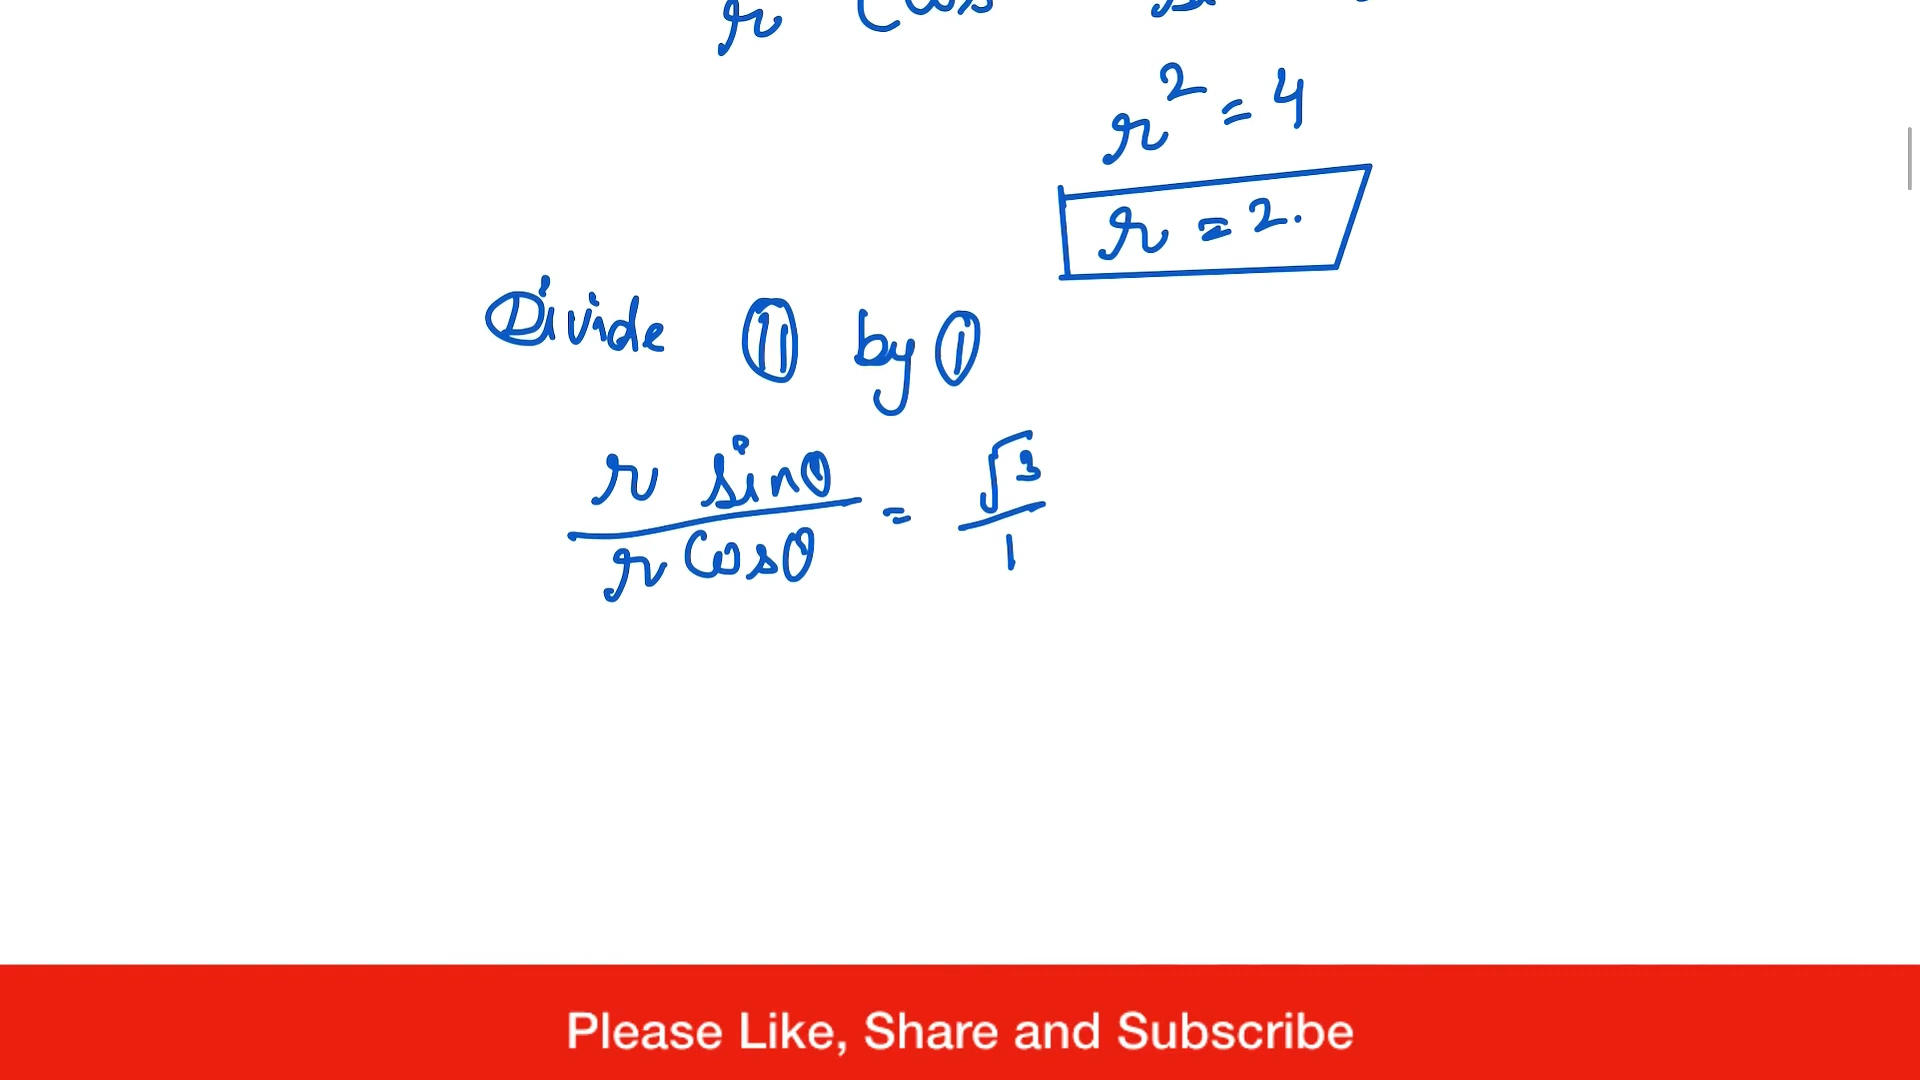 r² = 4
r = 2.
Divide (II) by (I)
r sinθ / r cosθ = √3 / 1
Please Like, Share and Subscribe